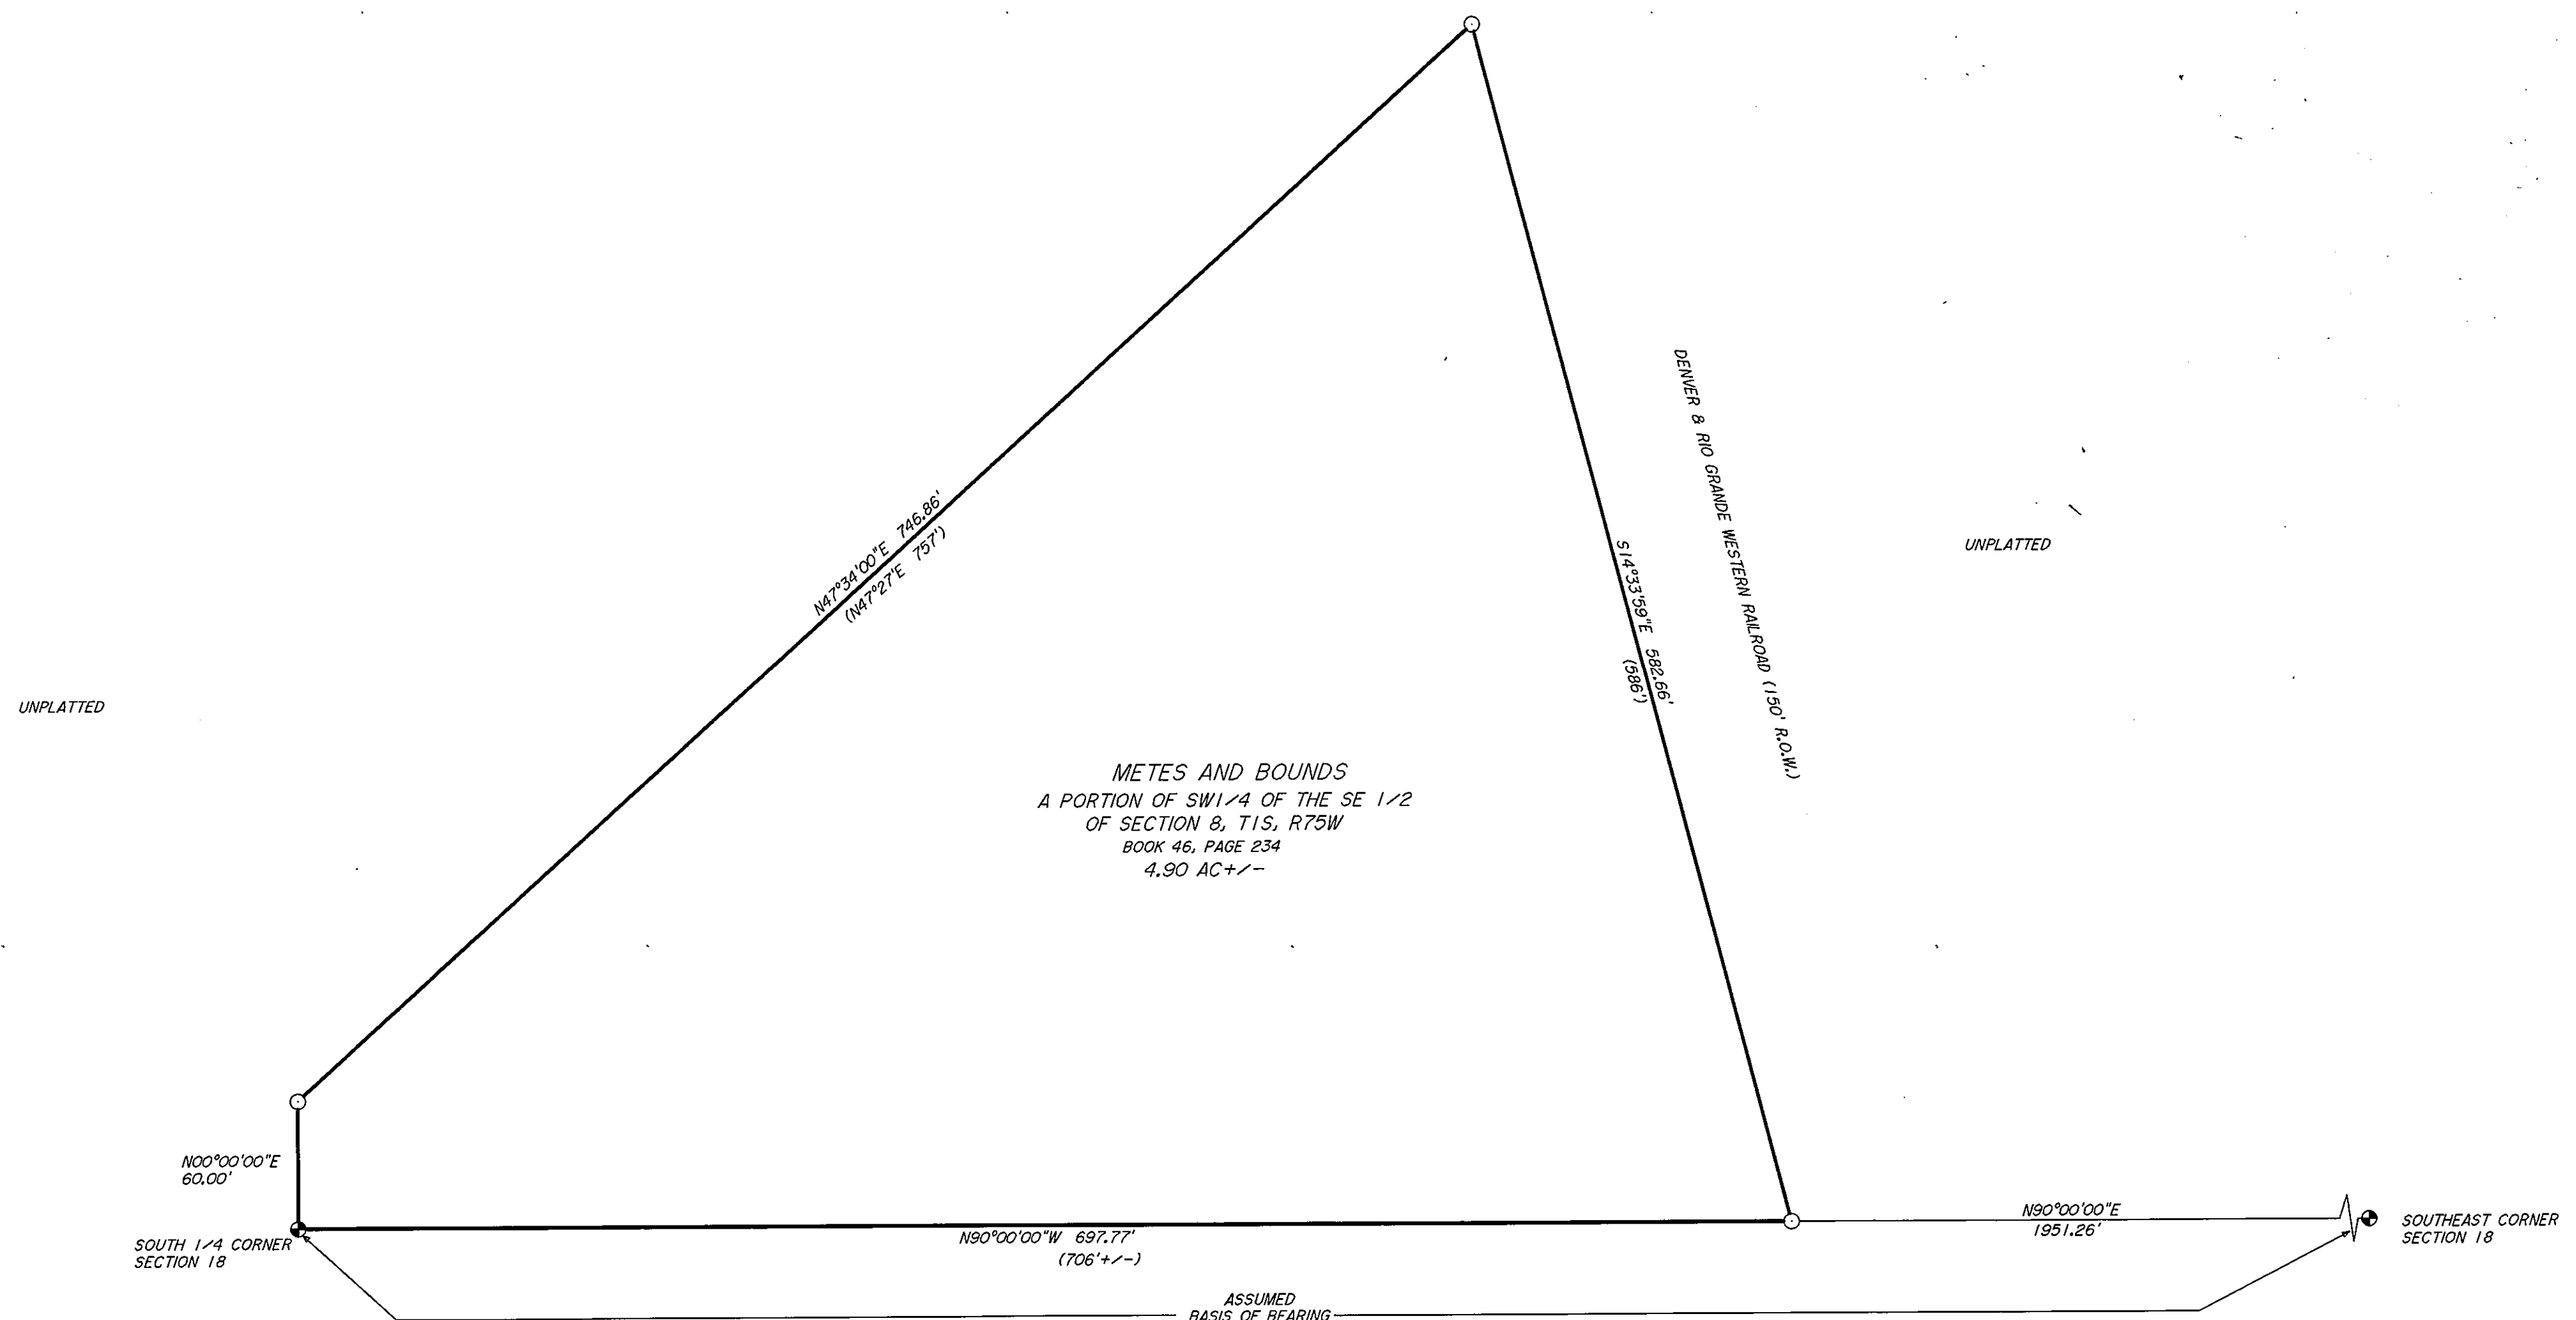 N47°34'00"E 746.86'
(N47°27'E 757')
DENVER & RIO GRANDE WESTERN RAILROAD (150' R.O.W.)
S14°33'59"E 582.66'
(586')
UNPLATTED
UNPLATTED
METES AND BOUNDS
A PORTION OF SW1/4 OF THE SE 1/2
OF SECTION 8, T1S, R75W
BOOK 46, PAGE 234
4.90 AC+/-
N00°00'00"E
60.00'
SOUTH 1/4 CORNER
SECTION 18
N90°00'00"W 697.77'
(706'+/-)
N90°00'00"E
1951.26'
SOUTHEAST CORNER
SECTION 18
ASSUMED
BASIS OF BEARING